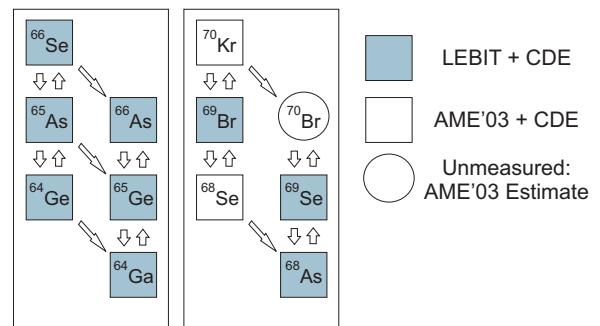 ⁶⁶Se
⁶⁵As ⁶⁶As
⁶⁴Ge ⁶⁵Ge
⁶⁴Ga
⁷⁰Kr
⁶⁹Br ⁷⁰Br
⁶⁸Se ⁶⁹Se
⁶⁸As
LEBIT + CDE
AME'03 + CDE
Unmeasured:
AME'03 Estimate